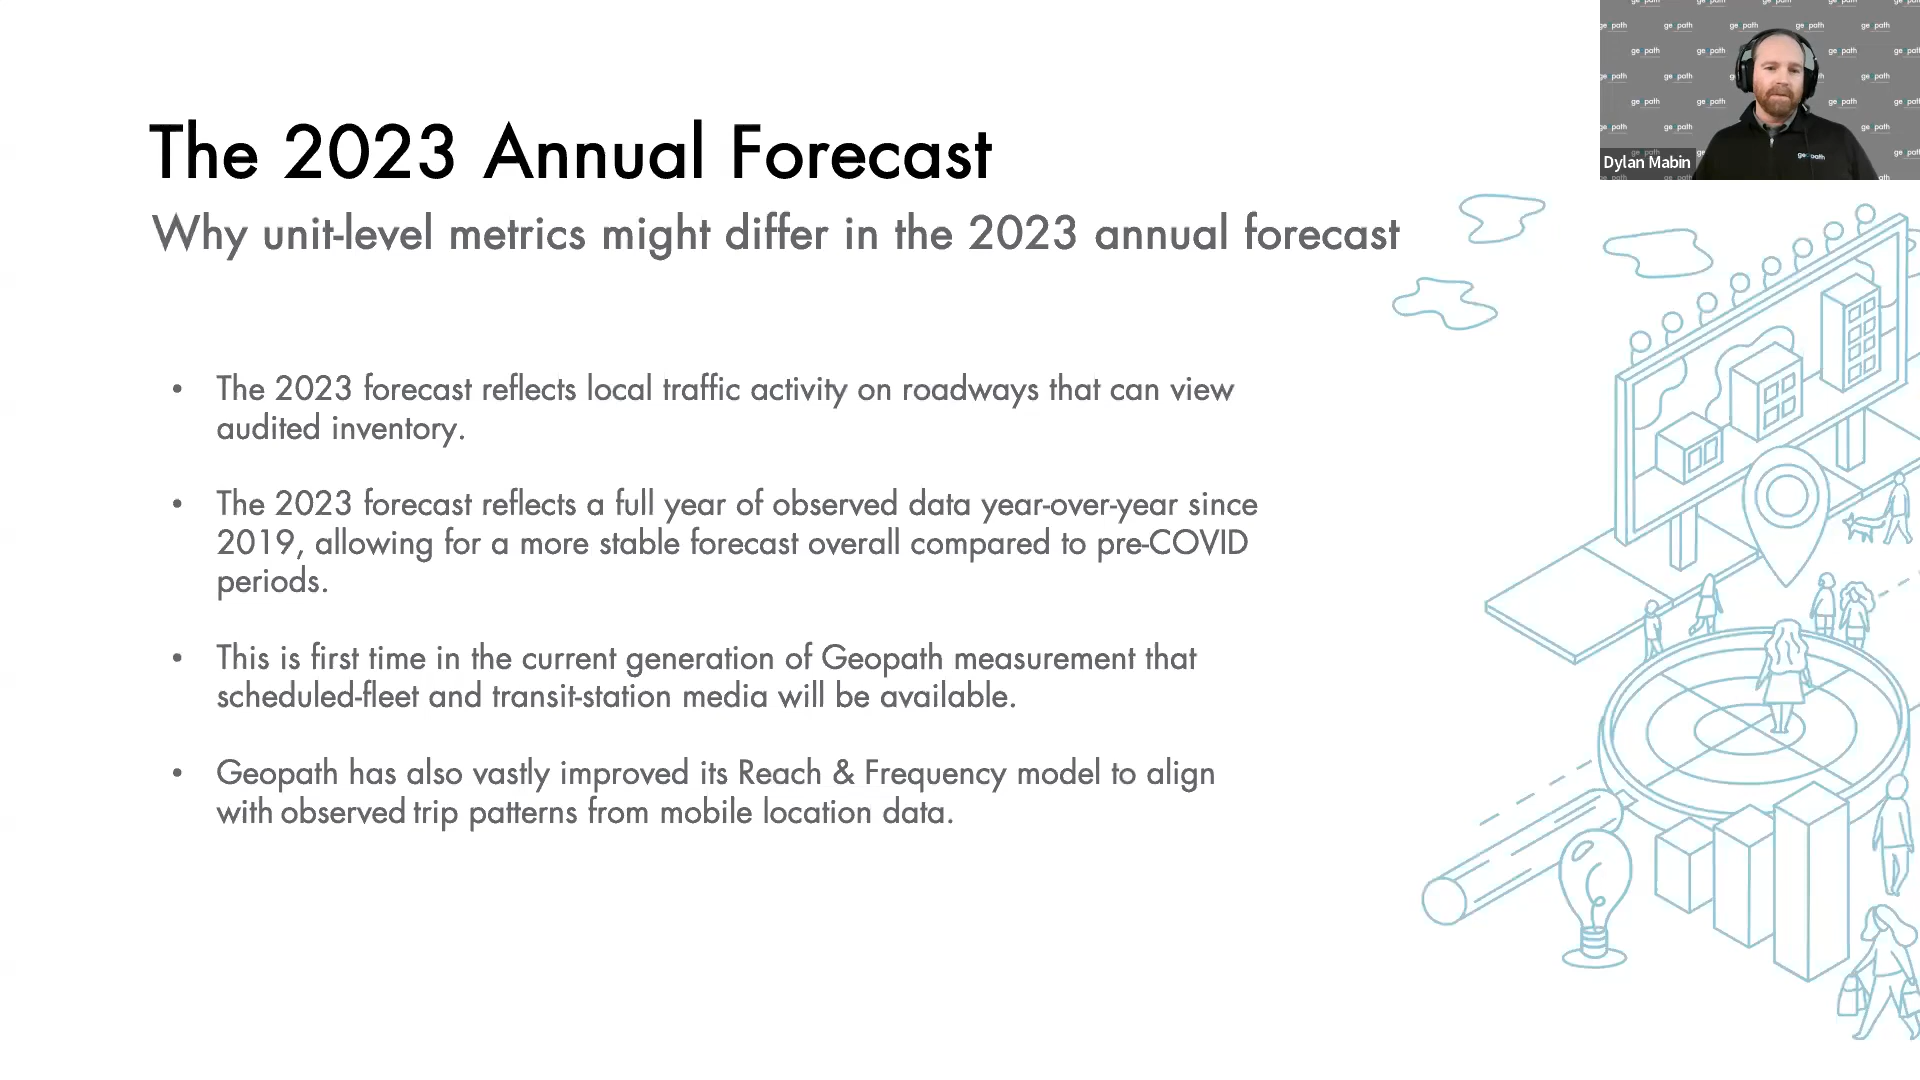 The 2023 Annual Forecast
Why unit-level metrics might differ in the 2023 annual forecast
• The 2023 forecast reflects local traffic activity on roadways that can view
audited inventory.
• The 2023 forecast reflects a full year of observed data year-over-year since
2019, allowing for a more stable forecast overall compared to pre-COVID
periods.
• This is first time in the current generation of Geopath measurement that
scheduled-fleet and transit-station media will be available.
• Geopath has also vastly improved its Reach & Frequency model to align
with observed trip patterns from mobile location data.
Dylan Mabin
geopath